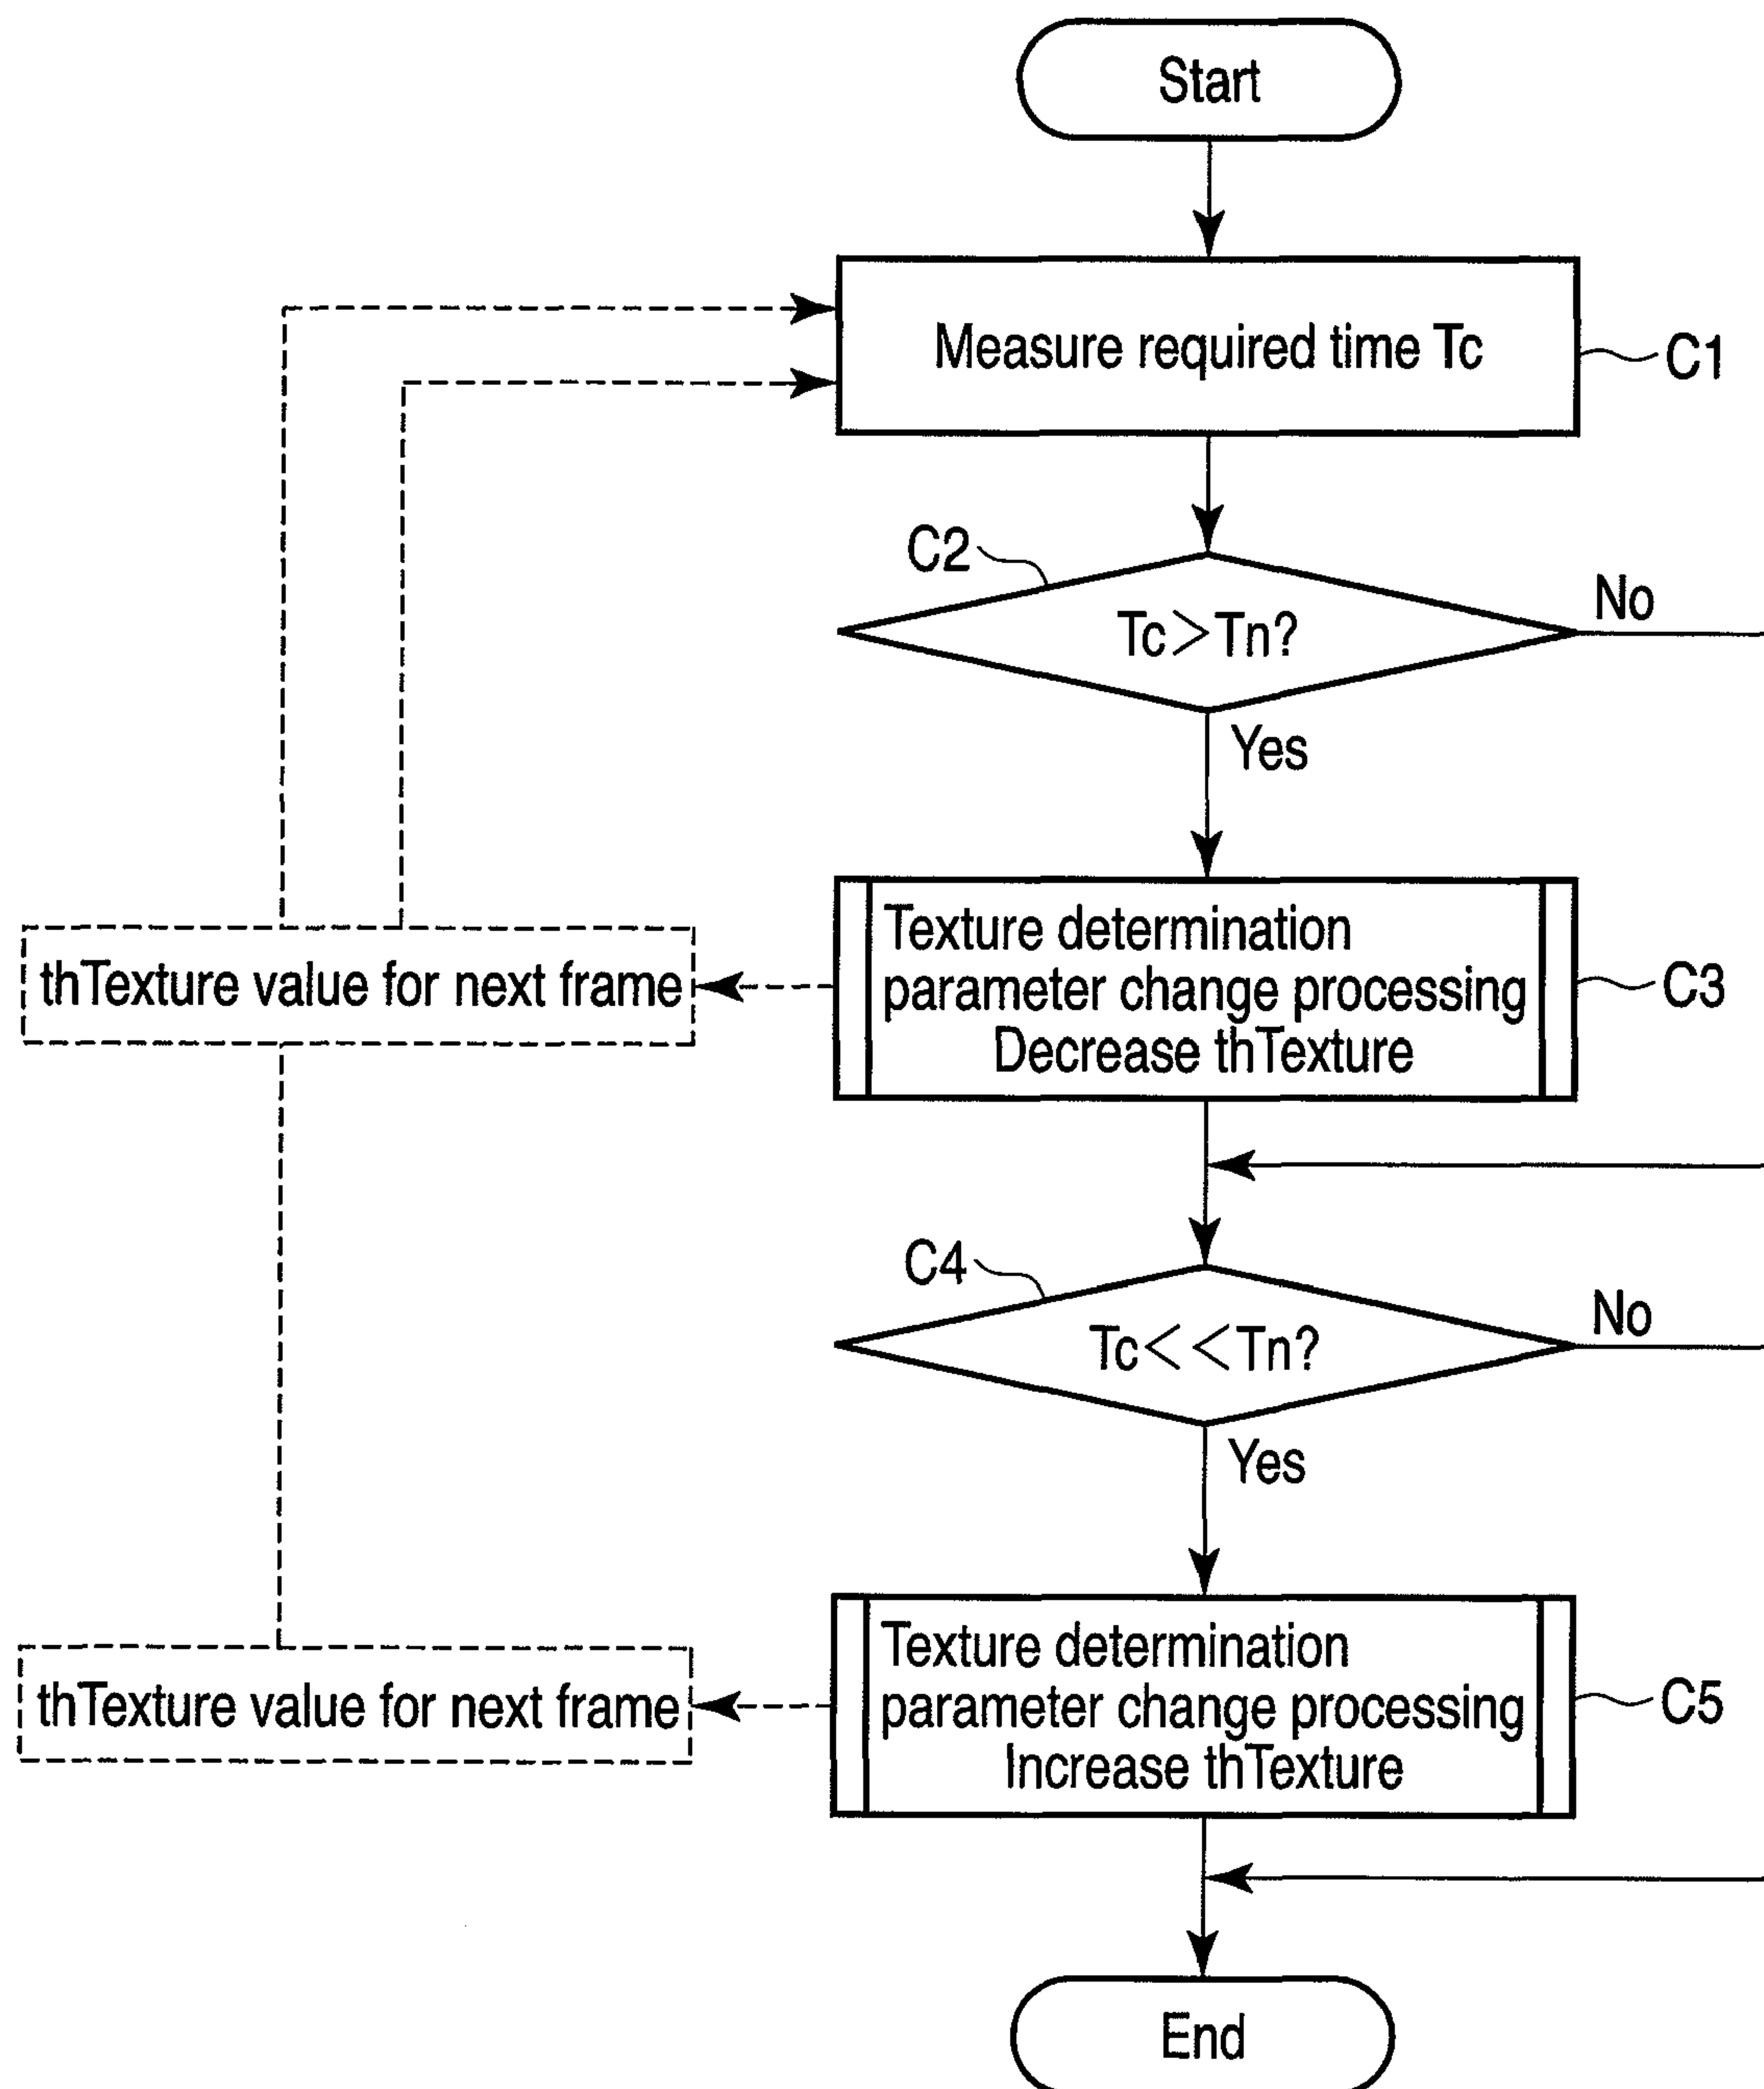 Start
Measure required time Tc
C1
C2
Tc>Tn?
No
Yes
Texture determination
parameter change processing
Decrease thTexture
C3
thTexture value for next frame
C4
Tc<<Tn?
No
Yes
Texture determination
parameter change processing
Increase thTexture
C5
thTexture value for next frame
End